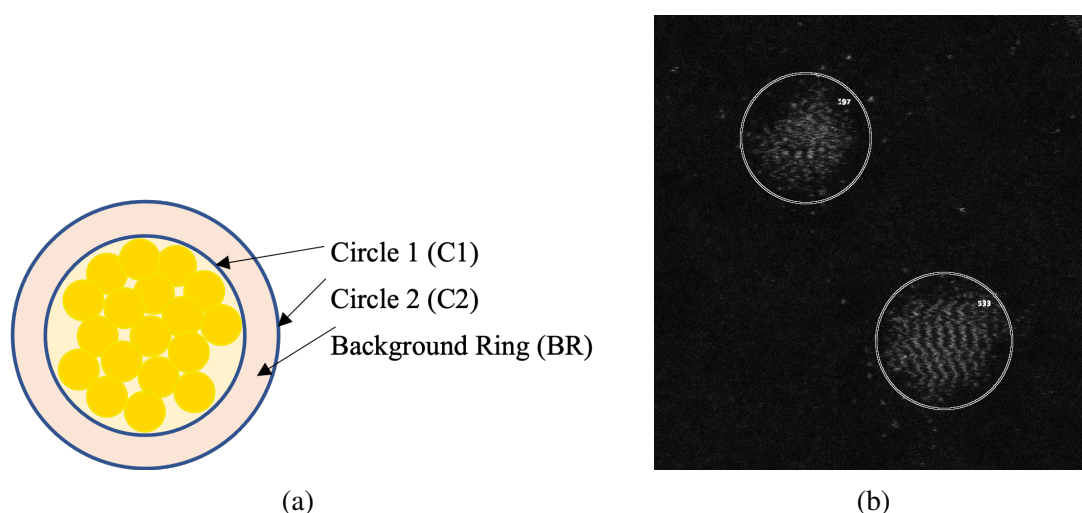 Circle 1 (C1)
Circle 2 (C2)
Background Ring (BR)
397
533
(a)
(b)